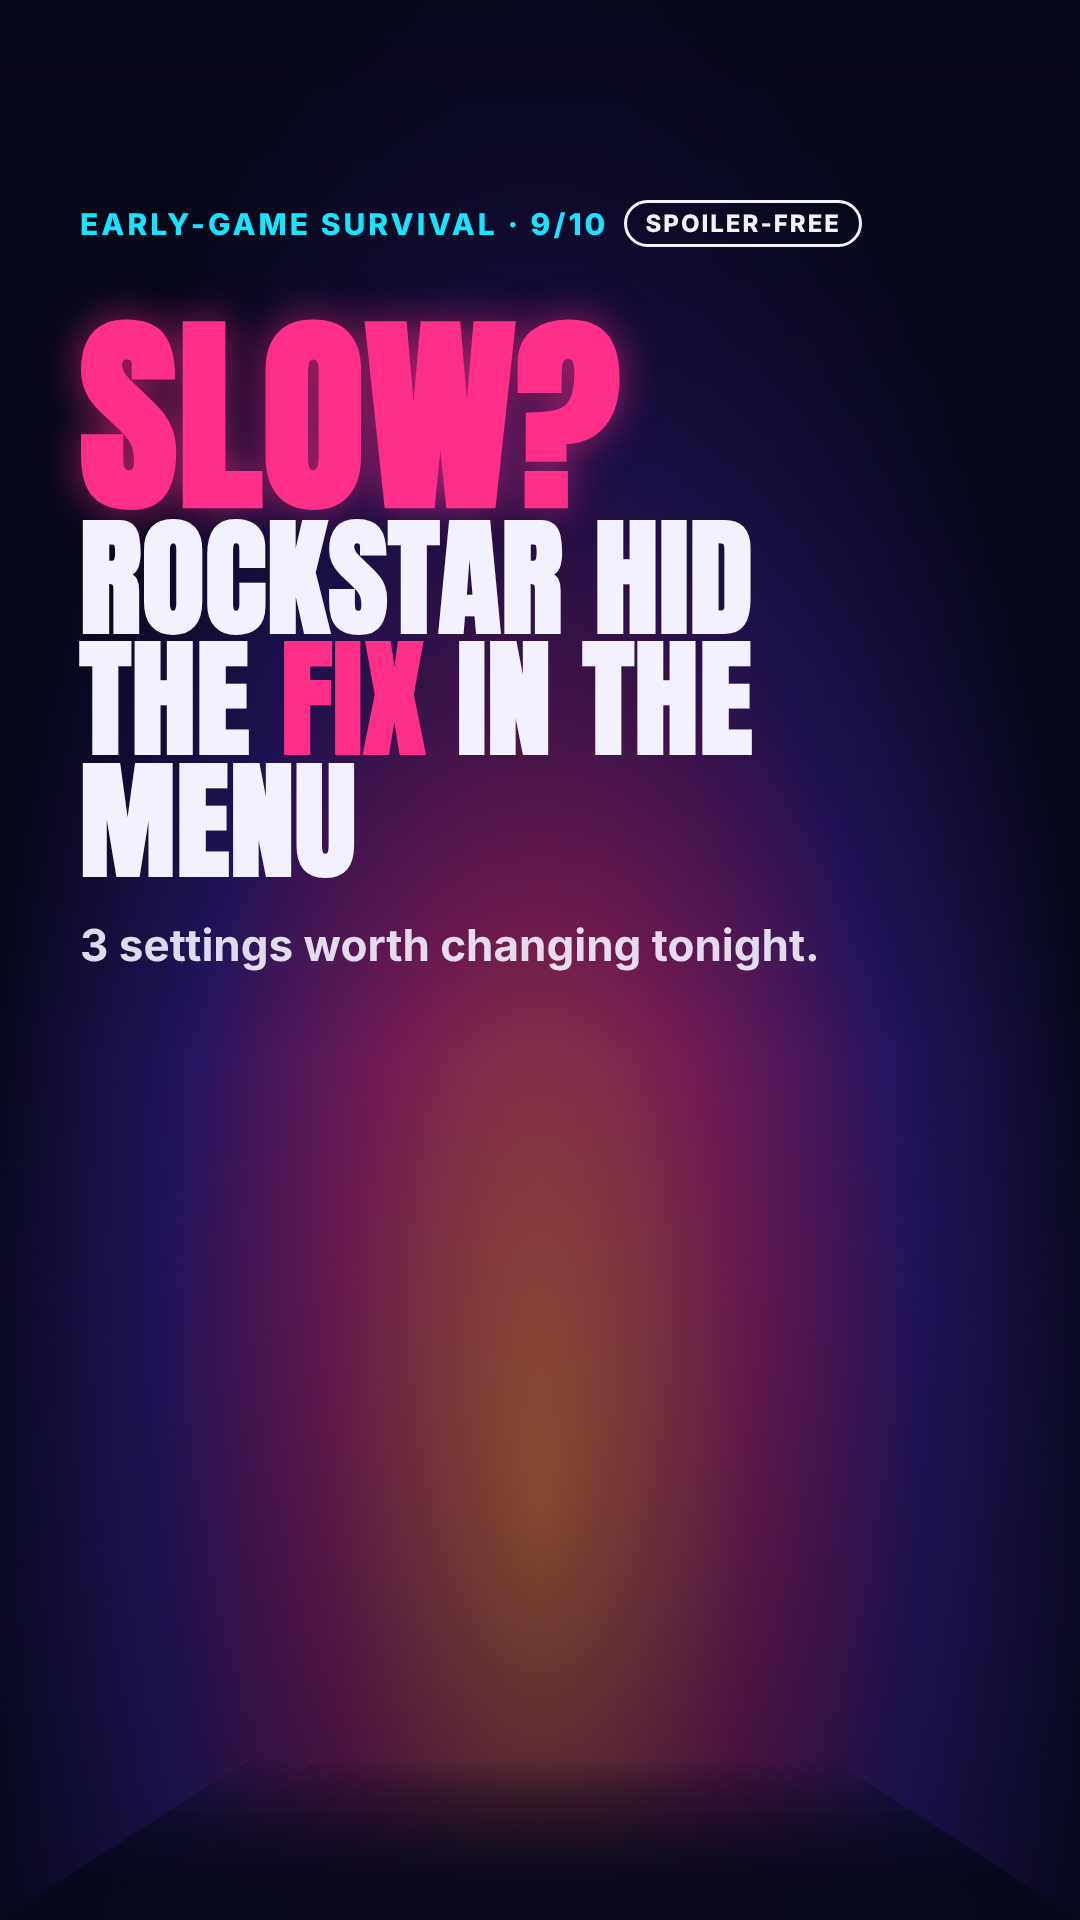 EARLY-GAME SURVIVAL · 9/10 SPOILER-FREE
SLOW?
ROCKSTAR HID
THE FIX IN THE
MENU
3 settings worth changing tonight.